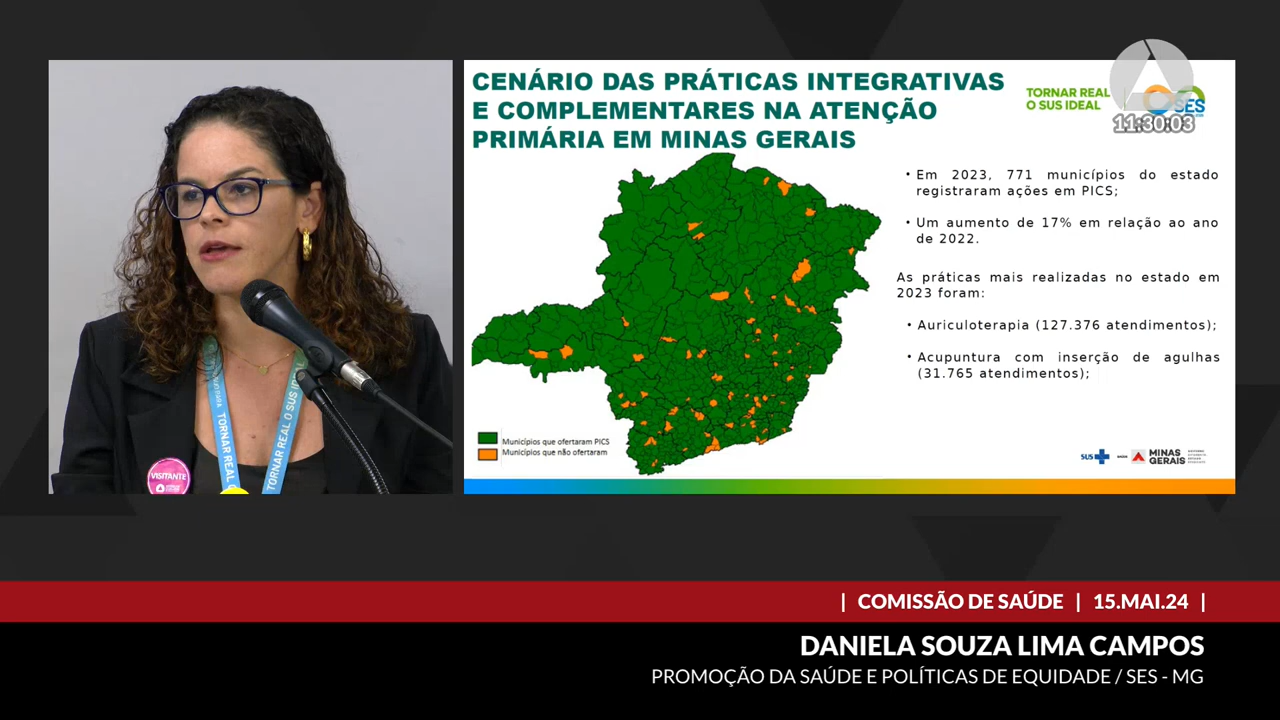 CENÁRIO DAS PRÁTICAS INTEGRATIVAS
E COMPLEMENTARES NA ATENÇÃO
PRIMÁRIA EM MINAS GERAIS
TORNAR REAL
O SUS IDEAL
SES
11:30:03
• Em 2023, 771 municípios do estado
registraram ações em PICS;
• Um aumento de 17% em relação ao ano
de 2022.
As práticas mais realizadas no estado em
2023 foram:
• Auriculoterapia (127.376 atendimentos);
• Acupuntura com inserção de agulhas
(31.765 atendimentos);
Municípios que ofertaram PICS
Municípios que não ofertaram
SUS
MINAS
GERAIS
TORNAR REAL O
TORNAR REAL O SUS IDEAL
VISITANTE
| COMISSÃO DE SAÚDE | 15.MAI.24 |
DANIELA SOUZA LIMA CAMPOS
PROMOÇÃO DA SAÚDE E POLÍTICAS DE EQUIDADE / SES - MG